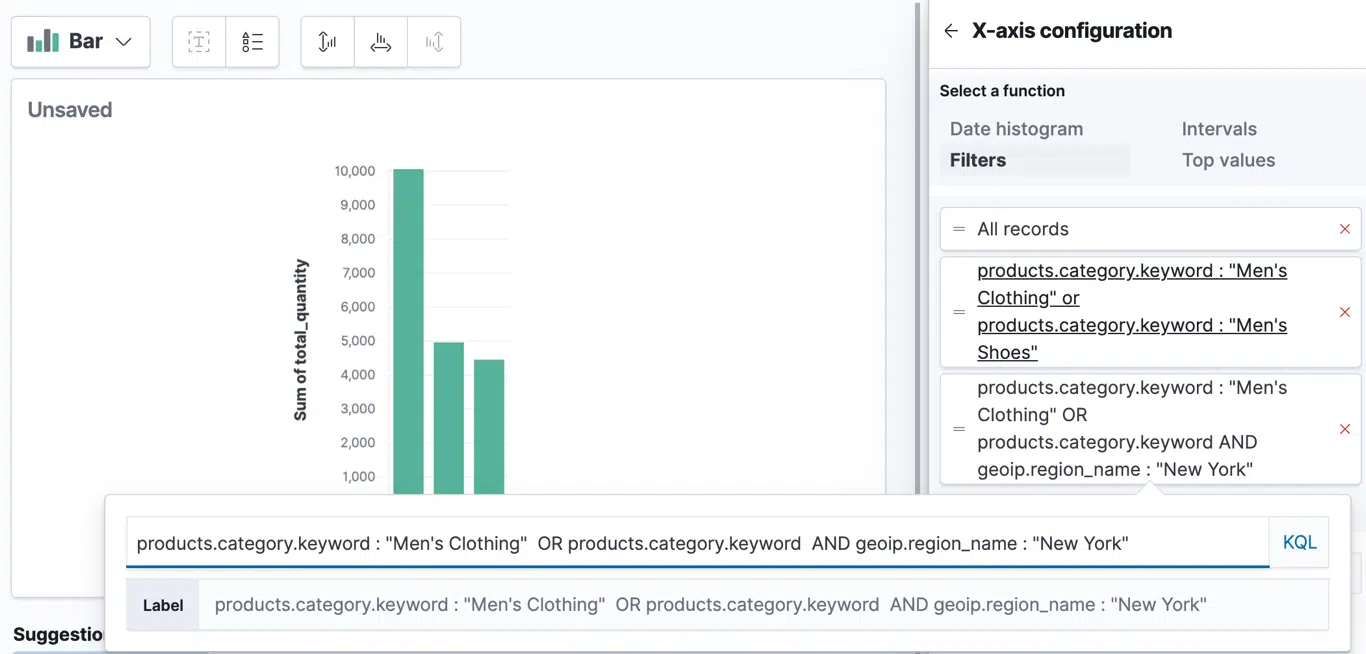 Bar
Unsaved
10,000
9,000
8,000
7,000
6,000
5,000
4,000
3,000
2,000
1,000
Sum of total_quantity
X-axis configuration
Select a function
Date histogram
Intervals
Filters
Top values
All records
products.category.keyword : "Men's
Clothing" or
products.category.keyword : "Men's
Shoes"
products.category.keyword : "Men's
Clothing" OR
products.category.keyword AND
geoip.region_name : "New York"
products.category.keyword : "Men's Clothing"  OR products.category.keyword  AND geoip.region_name : "New York"
KQL
Label
products.category.keyword : "Men's Clothing"  OR products.category.keyword  AND geoip.region_name : "New York"